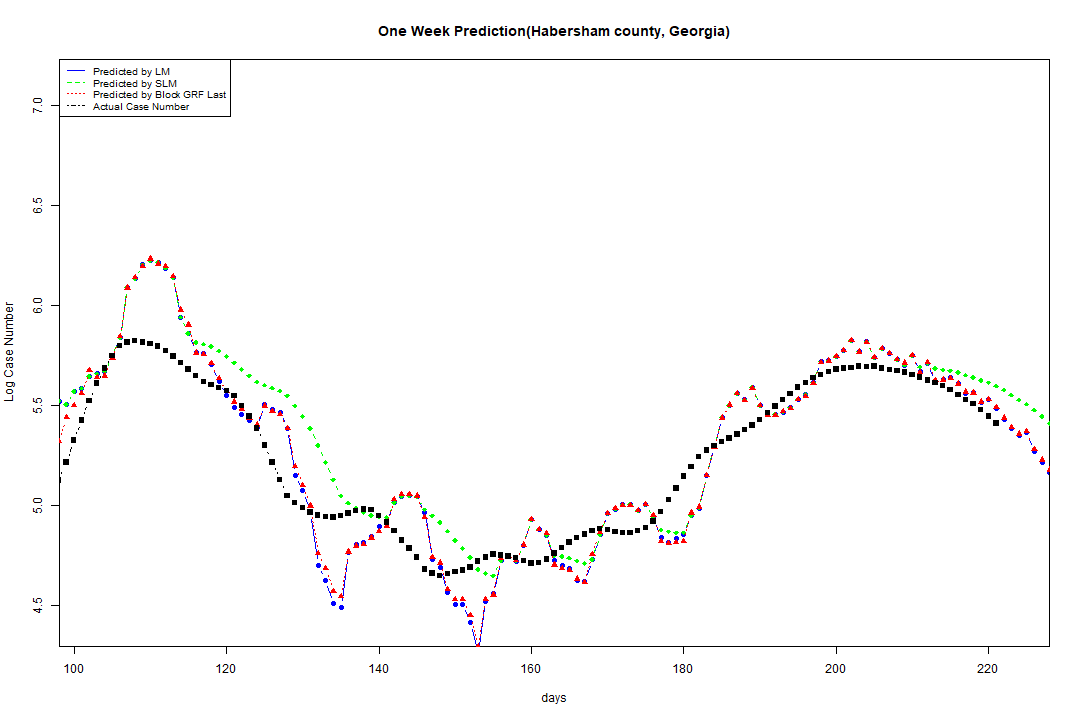 One Week Prediction(Habersham county, Georgia)
Predicted by LM
Predicted by SLM
Predicted by Block GRF Last
Actual Case Number
7.0
6.5
6.0
5.5
5.0
4.5
Log Case Number
100 120 140 160 180 200 220
days